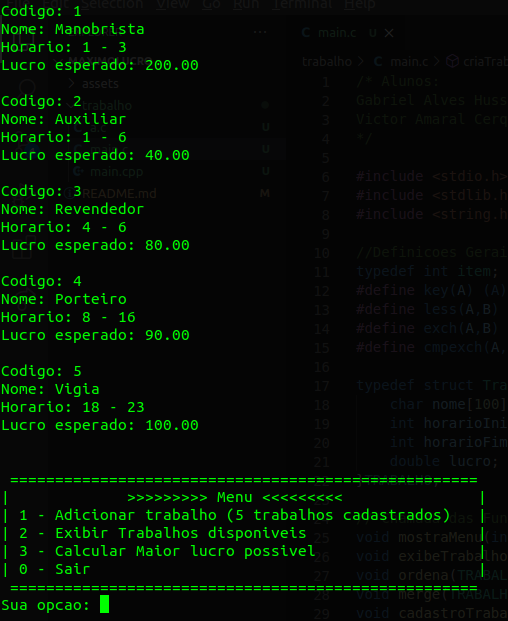 Edit Selection View Go Run Terminal Help
Codigo: 1
Nome: Manobrista
Horario: 1 - 3
Lucro esperado: 200.00
Codigo: 2
Nome: Auxiliar
Horario: 1 - 6
Lucro esperado: 40.00
Codigo: 3
Nome: Revendedor
Horario: 4 - 6
Lucro esperado: 80.00
Codigo: 4
Nome: Porteiro
Horario: 8 - 16
Lucro esperado: 90.00
Codigo: 5
Nome: Vigia
Horario: 18 - 23
Lucro esperado: 100.00
====================================================
| >>>>>>>>> Menu <<<<<<<<< |
| 1 - Adicionar trabalho (5 trabalhos cadastrados) |
| 2 - Exibir Trabalhos disponiveis |
| 3 - Calcular Maior lucro possivel |
| 0 - Sair |
====================================================
Sua opcao:
assets
trabalho
U
main.cpp U
README.md M
C main.c U
trabalho > C main.c >
1 /* Alunos:
2 Gabriel Alves Huss
3 Victor Amaral Cerq
4 */
5
6 #include <stdio.h>
7 #include <stdlib.h
8 #include <string.h
9
10 //Definicoes Gerai
11 typedef int item;
12 #define key(A) (A)
13 #define less(A,B)
14 #define exch(A,B)
15 #define cmpexch(A,
16
17 typedef struct Tra
18 char nome[100]
19 int horarioIni
20 int horarioFim
21 double lucro;
25 void mostraMenu(in
26 void exibeTrabalho
27 void ordena(TRABAL
28 void merge(TRABALH
29 void cadastroTraba